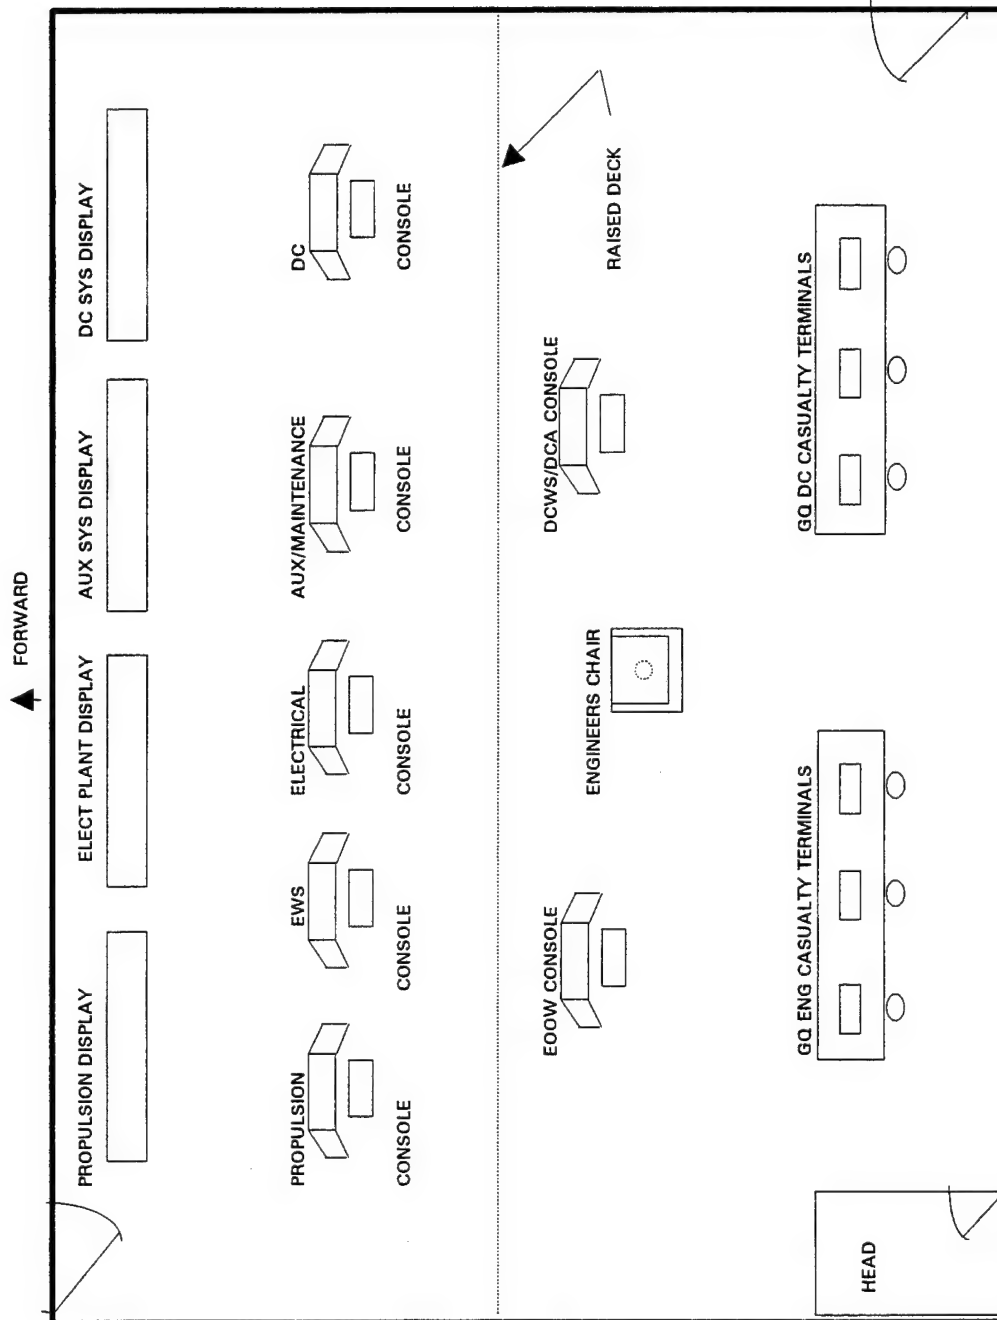 FORWARD
PROPULSION DISPLAY
ELECT PLANT DISPLAY
AUX SYS DISPLAY
DC SYS DISPLAY
PROPULSION
CONSOLE
EWS
CONSOLE
ELECTRICAL
CONSOLE
AUX/MAINTENANCE
CONSOLE
DC
CONSOLE
EOOW CONSOLE
ENGINEERS CHAIR
DCWS/DCA CONSOLE
RAISED DECK
HEAD
GQ ENG CASUALTY TERMINALS
GQ DC CASUALTY TERMINALS